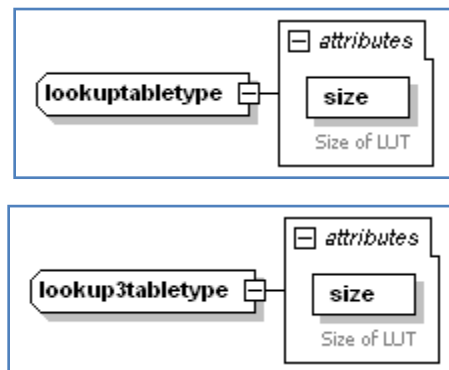 attributes
lookuptabletype
size
Size of LUT
attributes
lookup3tabletype
size
Size of LUT